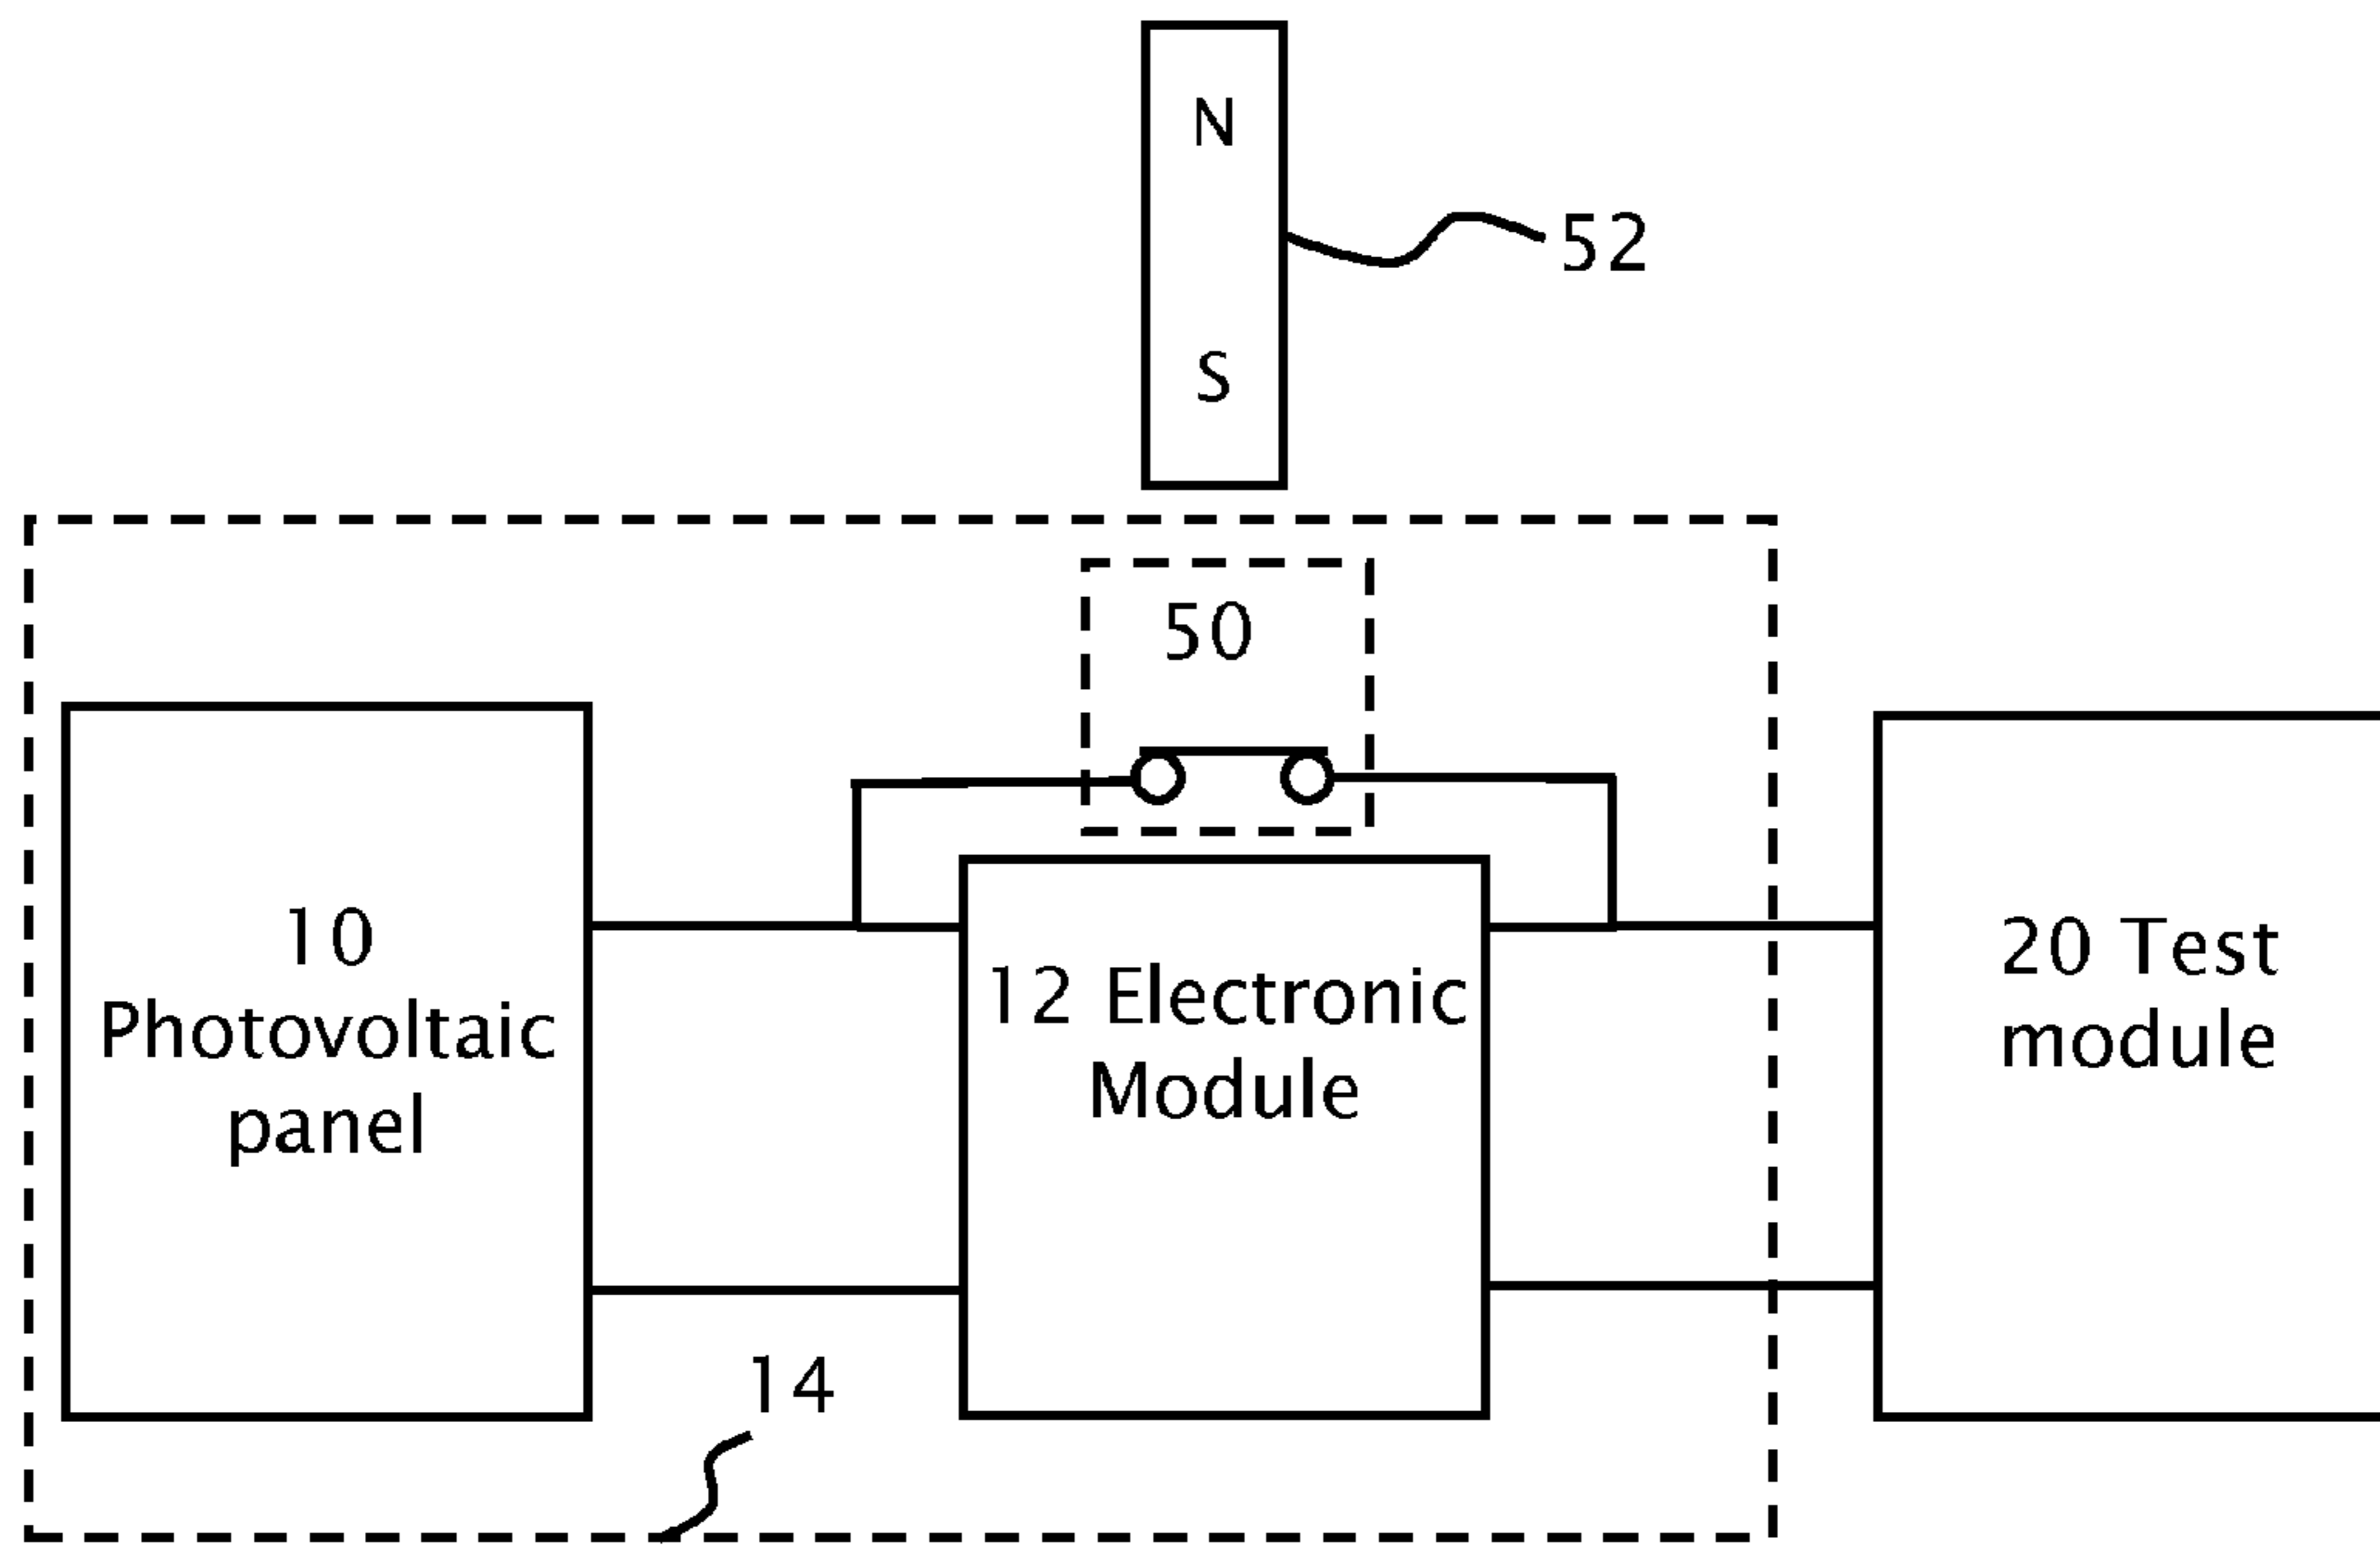 N
52
S
50
10
Photovoltaic
panel
12 Electronic
Module
20 Test
module
14